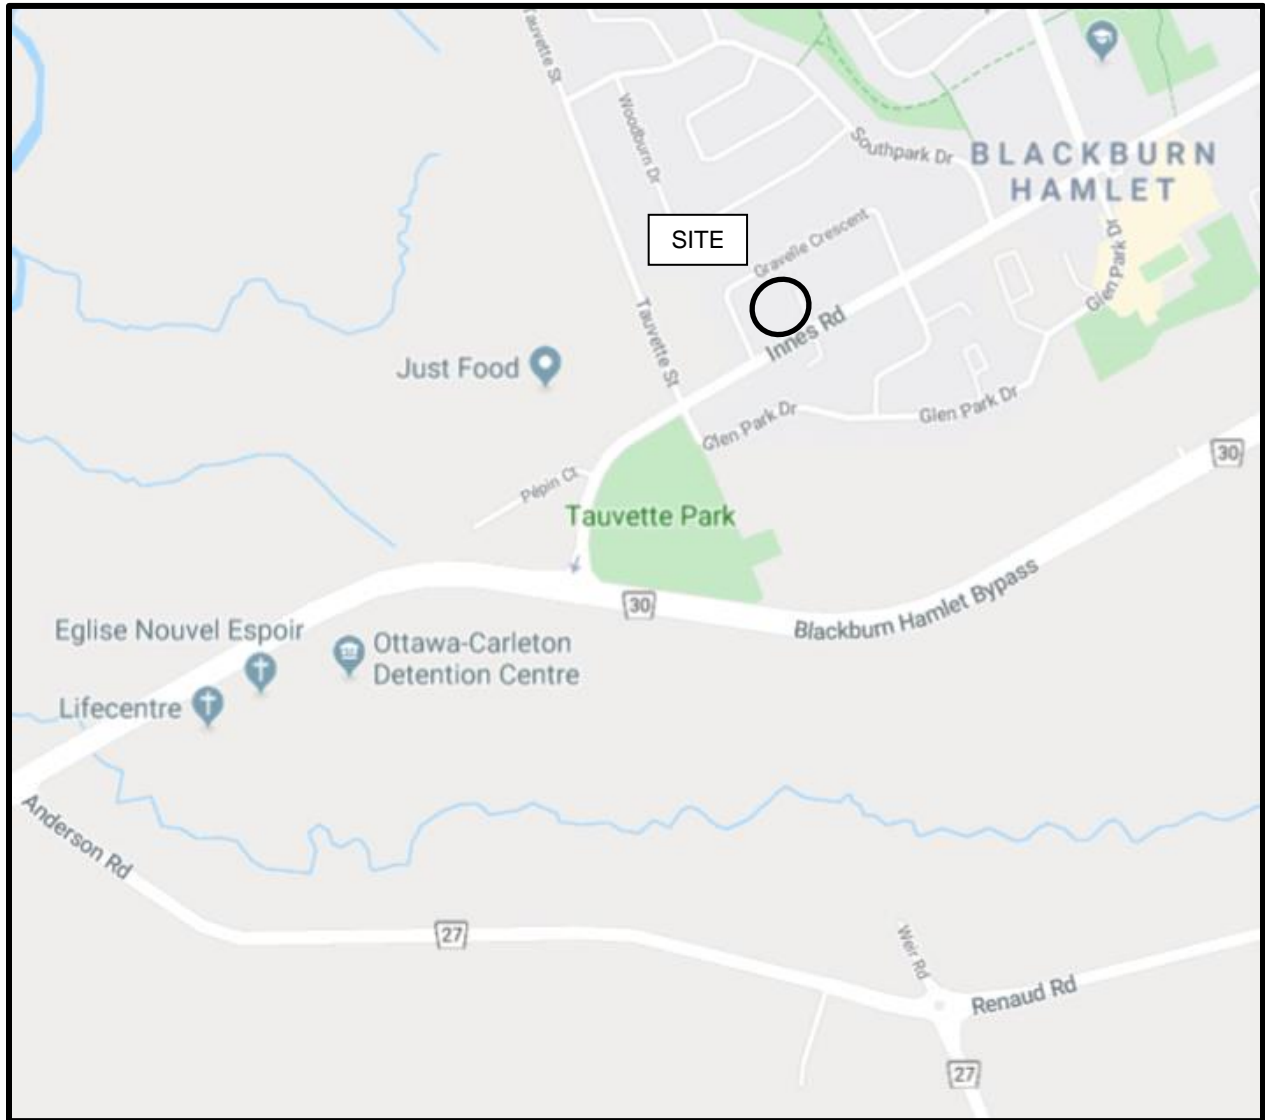 Tauvette St
Woodburn Dr
Southpark Dr
BLACKBURN
HAMLET
SITE
Gravelle Crescent
Glen Park Dr
Tauvette St
Innes Rd
Just Food
Glen Park Dr
Glen Park Dr
30
Pépin Ct
Tauvette Park
30
Blackburn Hamlet Bypass
Eglise Nouvel Espoir
Ottawa-Carleton
Detention Centre
Lifecentre
Anderson Rd
27
Weir Rd
Renaud Rd
27